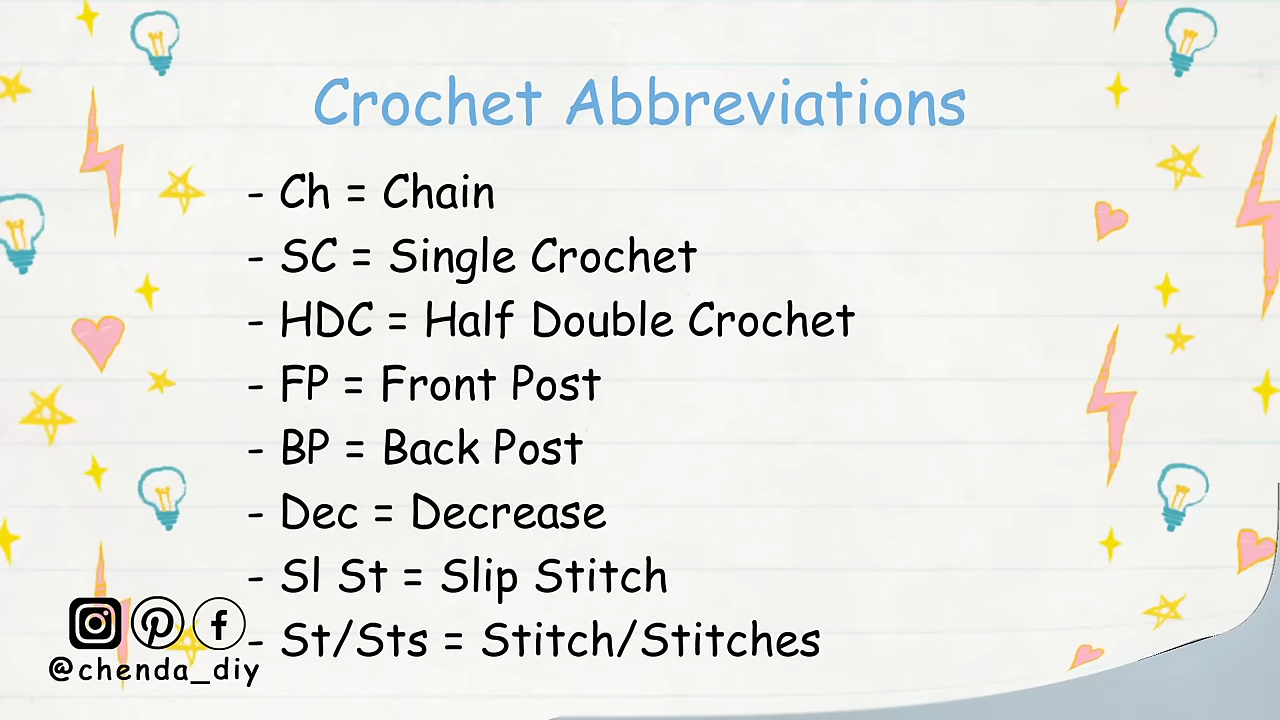 Crochet Abbreviations
- Ch = Chain
- SC = Single Crochet
- HDC = Half Double Crochet
- FP = Front Post
- BP = Back Post
- Dec = Decrease
- Sl St = Slip Stitch
- St/Sts = Stitch/Stitches
@chenda_diy